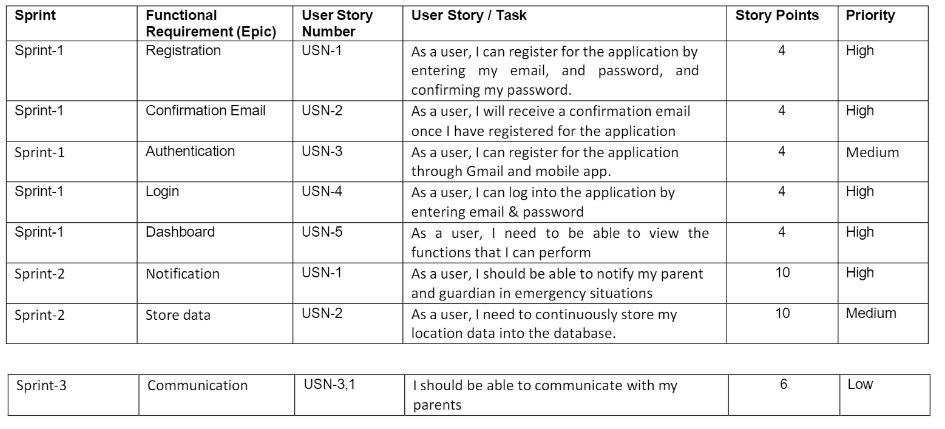 Sprint Functional Requirement (Epic) User Story Number User Story / Task Story Points Priority
Sprint-1 Registration USN-1 As a user, I can register for the application by 4 High
entering my email, and password, and
confirming my password.
Sprint-1 Confirmation Email USN-2 As a user, I will receive a confirmation email 4 High
once I have registered for the application
Sprint-1 Authentication USN-3 As a user, I can register for the application 4 Medium
through Gmail and mobile app.
Sprint-1 Login USN-4 As a user, I can log into the application by 4 High
entering email & password
Sprint-1 Dashboard USN-5 As a user, I need to be able to view the 4 High
functions that I can perform
Sprint-2 Notification USN-1 As a user, I should be able to notify my parent 10 High
and guardian in emergency situations
Sprint-2 Store data USN-2 As a user, I need to continuously store my 10 Medium
location data into the database.
Sprint-3 Communication USN-3,1 I should be able to communicate with my 6 Low
parents